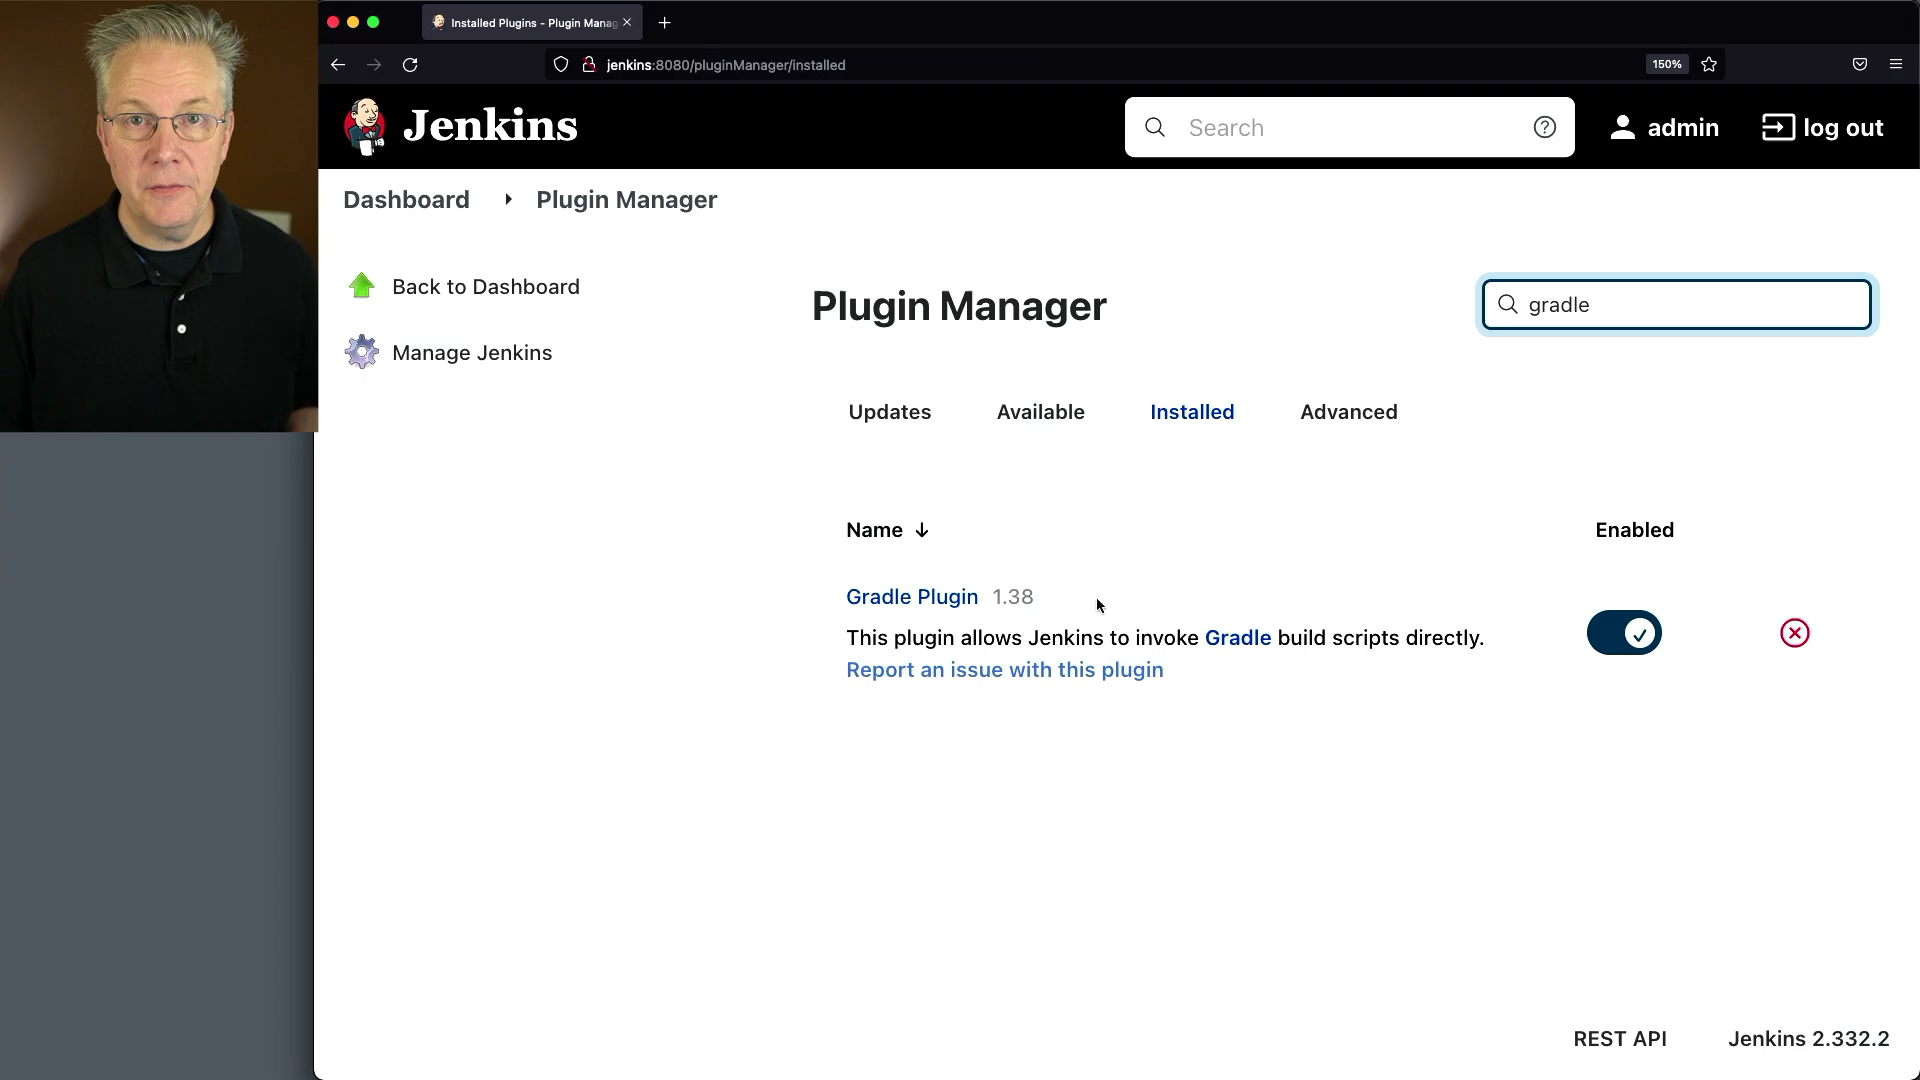 Installed Plugins - Plugin Manag
jenkins:8080/pluginManager/installed
150%
Jenkins
Search
admin
log out
Dashboard
Plugin Manager
Back to Dashboard
Manage Jenkins
Plugin Manager
gradle
Updates
Available
Installed
Advanced
Name
Enabled
Gradle Plugin 1.38
This plugin allows Jenkins to invoke Gradle build scripts directly.
Report an issue with this plugin
REST API
Jenkins 2.332.2